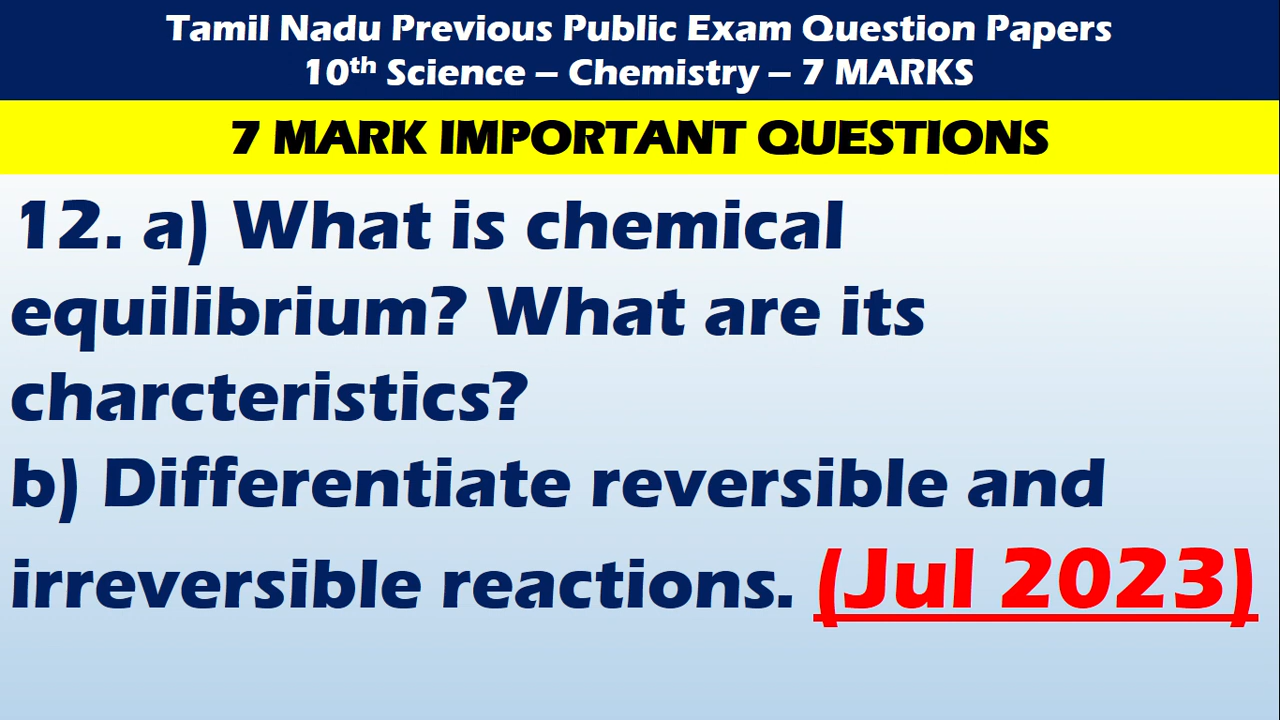 Tamil Nadu Previous Public Exam Question Papers
10th Science – Chemistry – 7 MARKS
7 MARK IMPORTANT QUESTIONS
12. a) What is chemical
equilibrium? What are its
charcteristics?
b) Differentiate reversible and
irreversible reactions. (Jul 2023)